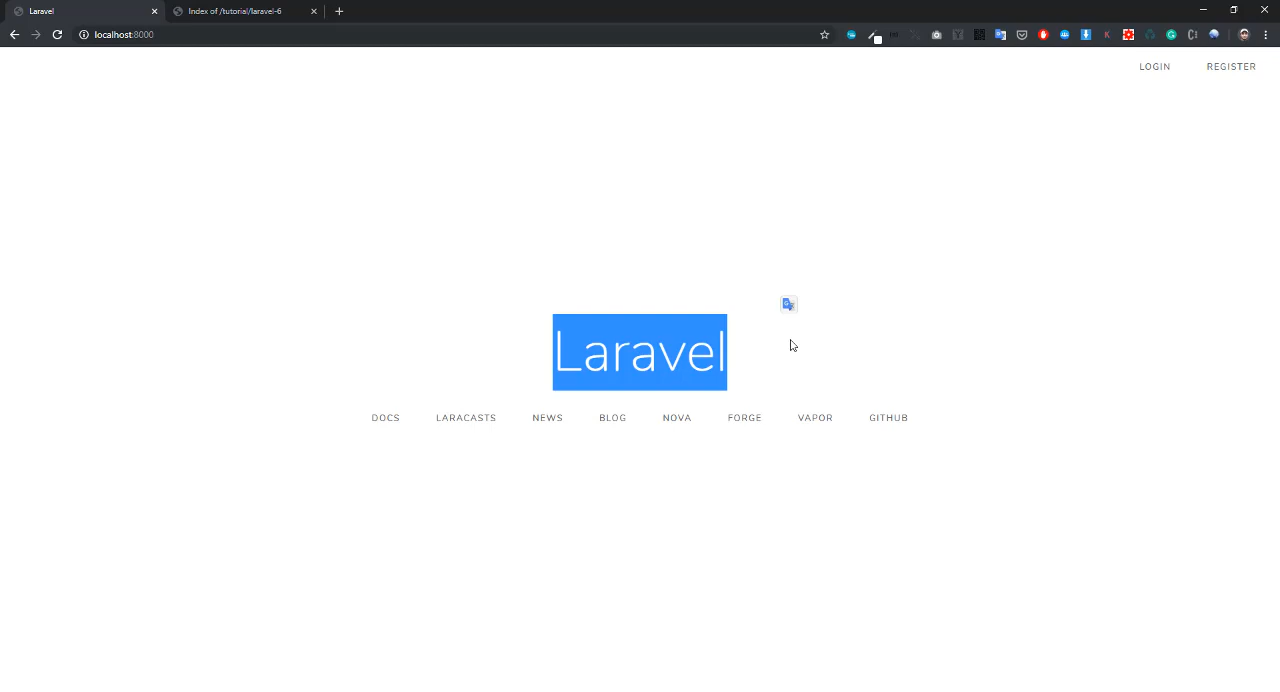 Laravel
Index of /tutorial/laravel-6
localhost:8000
LOGIN REGISTER
Laravel
DOCS LARACASTS NEWS BLOG NOVA FORGE VAPOR GITHUB